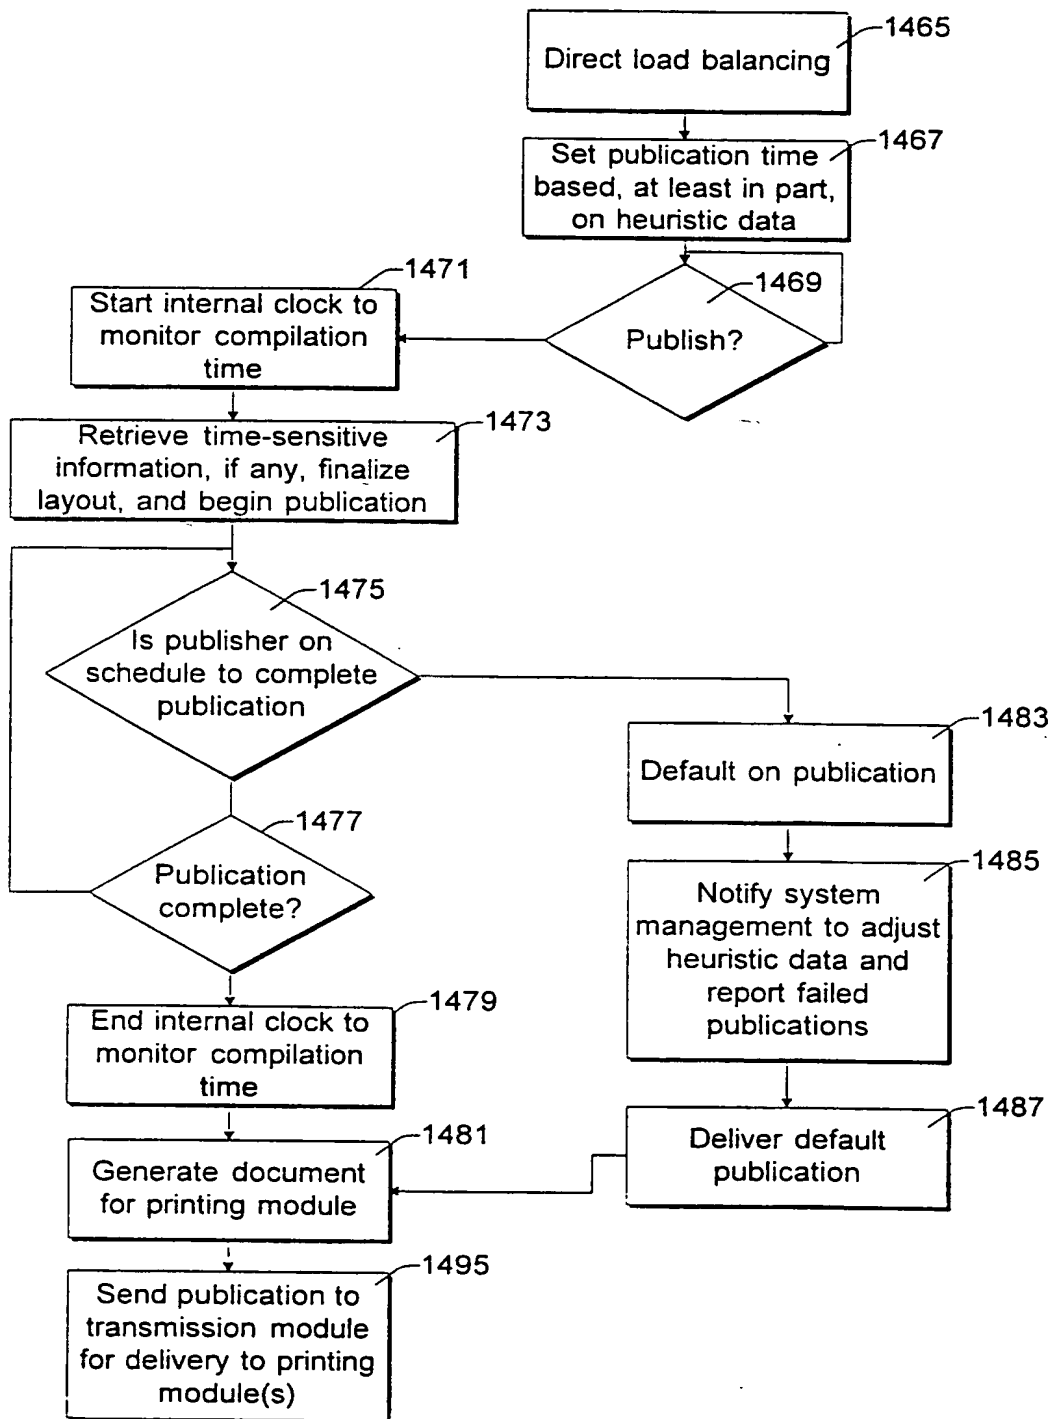 1465
Direct load balancing
1467
Set publication time
based, at least in part,
on heuristic data
1469
Publish?
1471
Start internal clock to
monitor compilation
time
1473
Retrieve time-sensitive
information, if any, finalize
layout, and begin publication
1475
Is publisher on
schedule to complete
publication
1477
Publication
complete?
1479
End internal clock to
monitor compilation
time
1481
Generate document
for printing module
1495
Send publication to
transmission module
for delivery to printing
module(s)
1483
Default on publication
1485
Notify system
management to adjust
heuristic data and
report failed
publications
1487
Deliver default
publication